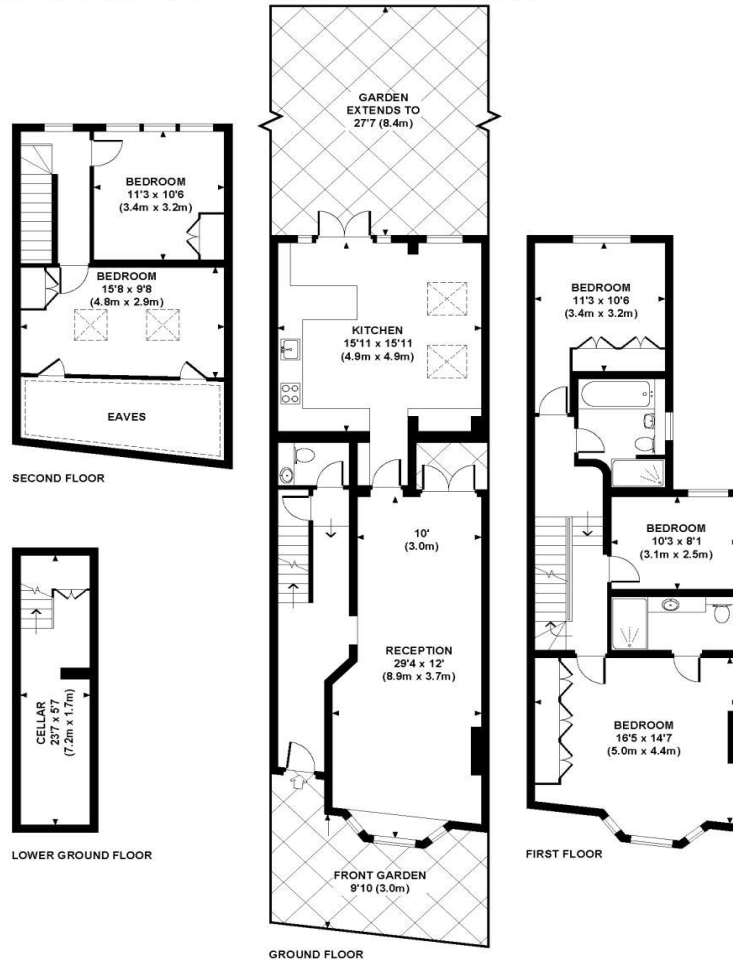 GARDEN
EXTENDS TO
27'7 (8.4m)
BEDROOM
11'3 x 10'6
(3.4m x 3.2m)
BEDROOM
15'8 x 9'8
(4.8m x 2.9m)
EAVES
SECOND FLOOR
KITCHEN
15'11 x 15'11
(4.9m x 4.9m)
BEDROOM
11'3 x 10'6
(3.4m x 3.2m)
10'
(3.0m)
BEDROOM
10'3 x 8'1
(3.1m x 2.5m)
RECEPTION
29'4 x 12'
(8.9m x 3.7m)
CELLAR
23'7 x 5'7
(7.2m x 1.7m)
LOWER GROUND FLOOR
BEDROOM
16'5 x 14'7
(5.0m x 4.4m)
FIRST FLOOR
FRONT GARDEN
9'10 (3.0m)
GROUND FLOOR